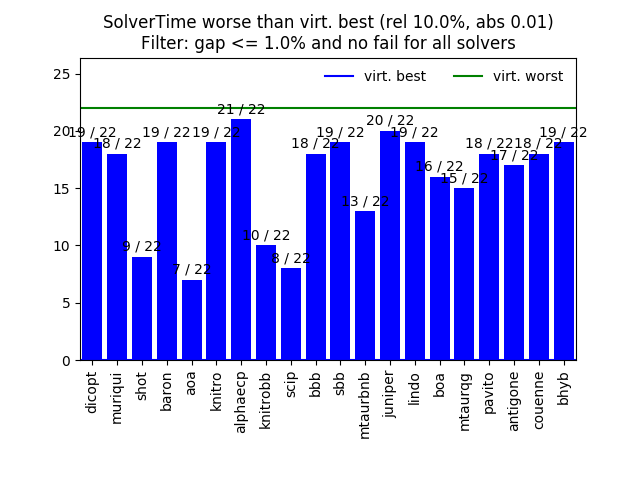 SolverTime worse than virt. best (rel 10.0%, abs 0.01)
Filter: gap <= 1.0% and no fail for all solvers
virt. best
virt. worst
25
20
15
10
5
0
19 / 22
18 / 22
9 / 22
19 / 22
7 / 22
19 / 22
21 / 22
10 / 22
8 / 22
18 / 22
19 / 22
13 / 22
20 / 22
19 / 22
16 / 22
15 / 22
18 / 22
17 / 22
18 / 22
19 / 22
dicopt
muriqui
shot
baron
aoa
knitro
alphaecp
knitrobb
scip
bbb
sbb
mtaurbnb
juniper
lindo
boa
mtaurqg
pavito
antigone
couenne
bhyb